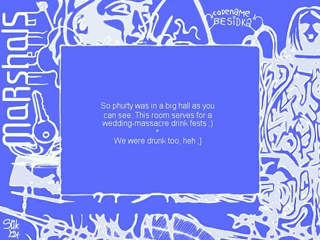 MaRshals
CODENAME
BESIDKA
So phurty was in a big hall as you
can see. This room serves for a
wedding-massacre drink fests ;)
*
We were drunk too, heh ;]